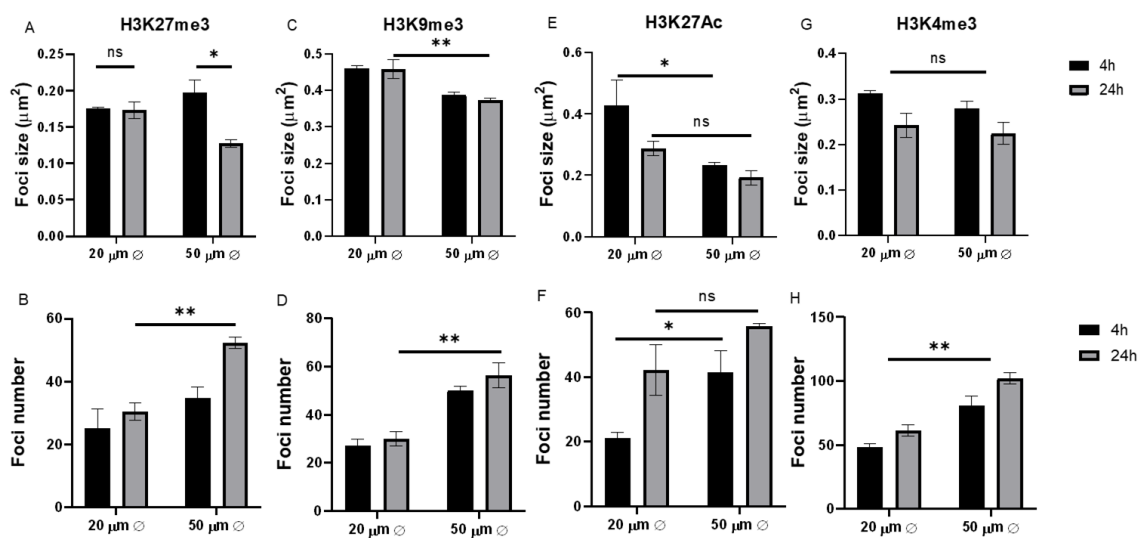 A
H3K27me3
Foci size (μm²)
0.25
0.20
0.15
0.10
0.05
0.00
ns
*
20 μm ∅
50 μm ∅
C
H3K9me3
Foci size (μm²)
0.5
0.4
0.3
0.2
0.1
0.0
**
20 μm ∅
50 μm ∅
E
H3K27Ac
Foci size (μm²)
0.6
0.4
0.2
0.0
*
ns
20 μm ∅
50 μm ∅
G
H3K4me3
Foci size (μm²)
0.4
0.3
0.2
0.1
0.0
ns
20 μm ∅
50 μm ∅
4h
24h
B
Foci number
60
40
20
0
**
20 μm ∅
50 μm ∅
D
Foci number
80
60
40
20
0
**
20 μm ∅
50 μm ∅
F
Foci number
60
40
20
0
ns
*
20 μm ∅
50 μm ∅
H
Foci number
150
100
50
0
**
20 μm ∅
50 μm ∅
4h
24h